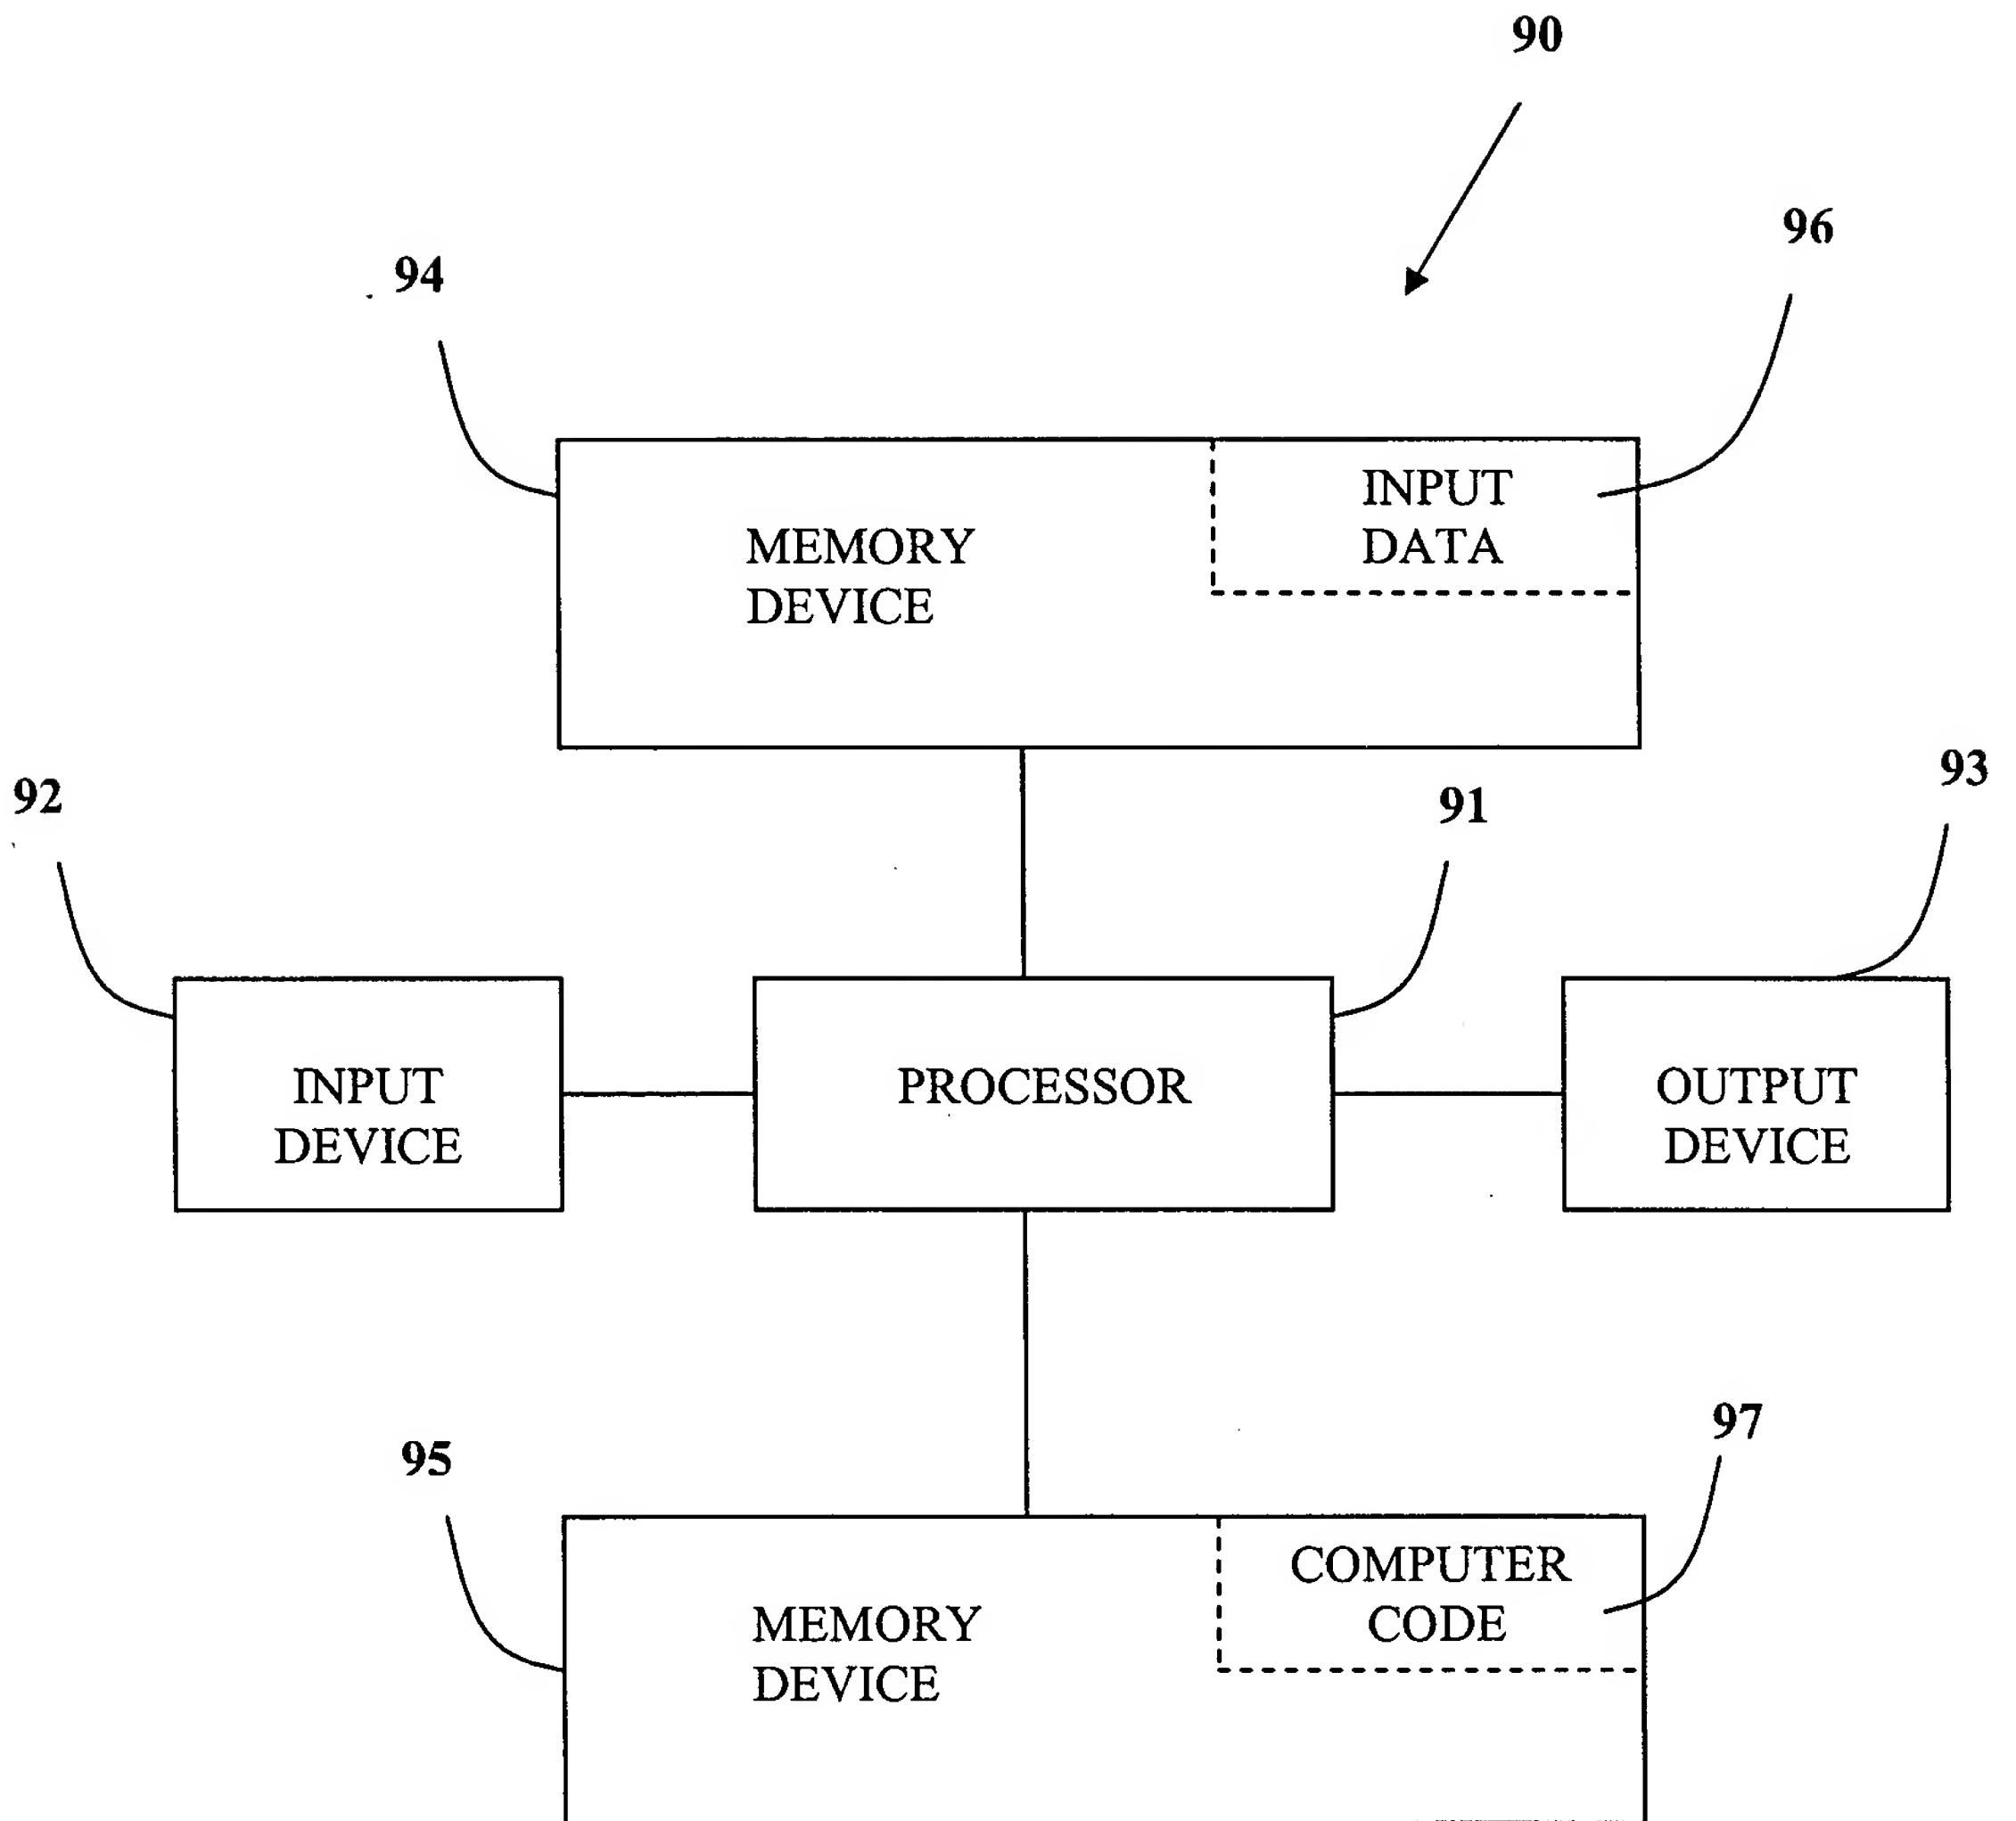 90
96
94
INPUT
DATA
MEMORY
DEVICE
92
91
93
INPUT
DEVICE
PROCESSOR
OUTPUT
DEVICE
95
97
COMPUTER
CODE
MEMORY
DEVICE